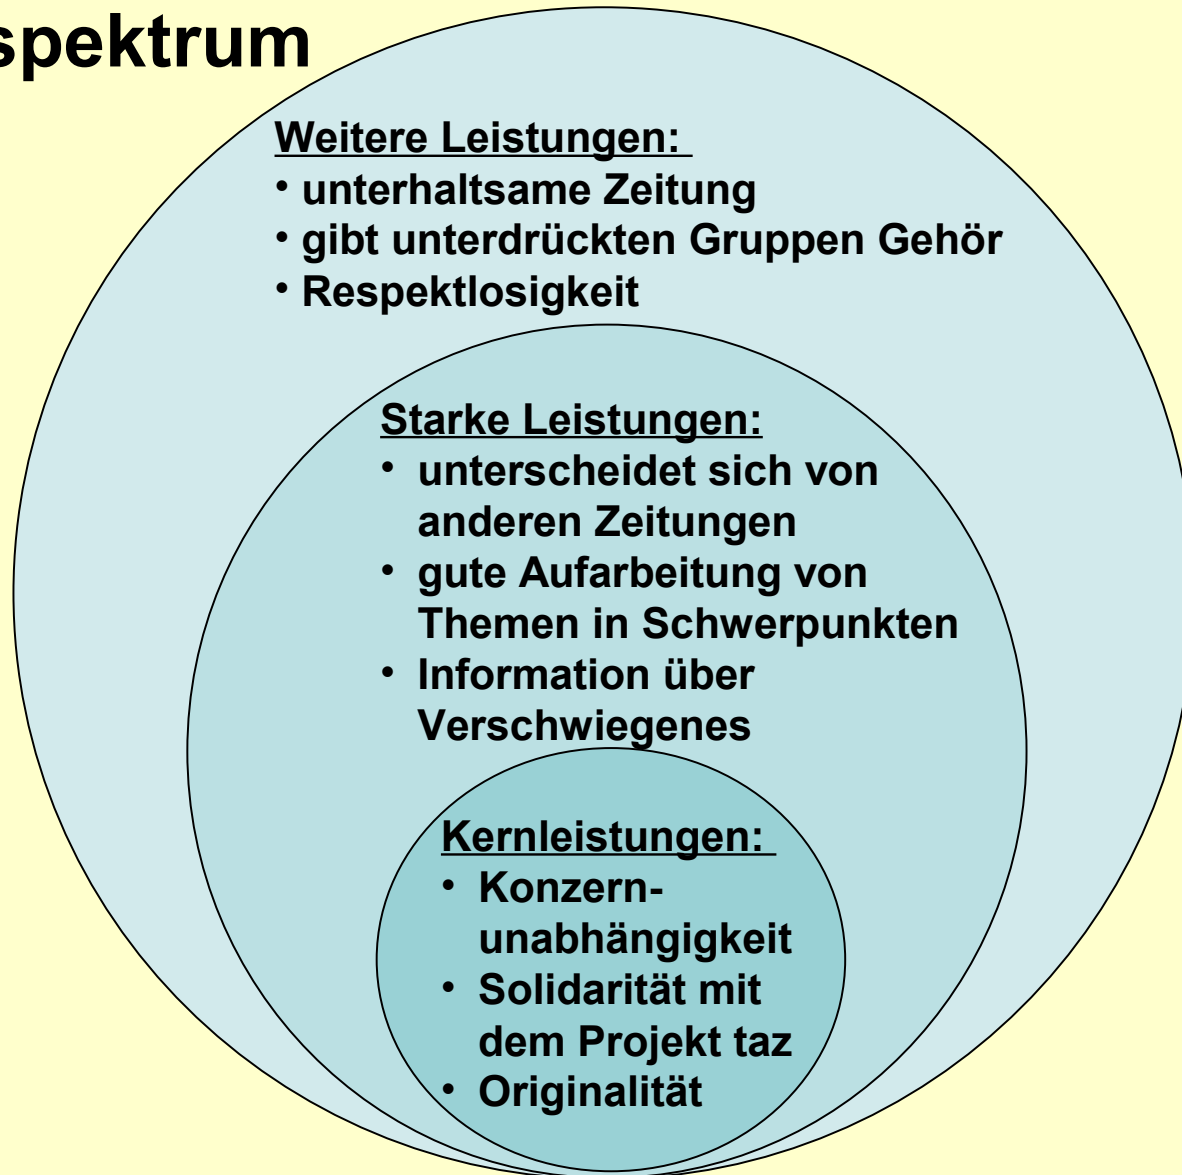 spektrum
Weitere Leistungen:
• unterhaltsame Zeitung
• gibt unterdrückten Gruppen Gehör
• Respektlosigkeit
Starke Leistungen:
• unterscheidet sich von
anderen Zeitungen
• gute Aufarbeitung von
Themen in Schwerpunkten
• Information über
Verschwiegenes
Kernleistungen:
• Konzern-
unabhängigkeit
• Solidarität mit
dem Projekt taz
• Originalität